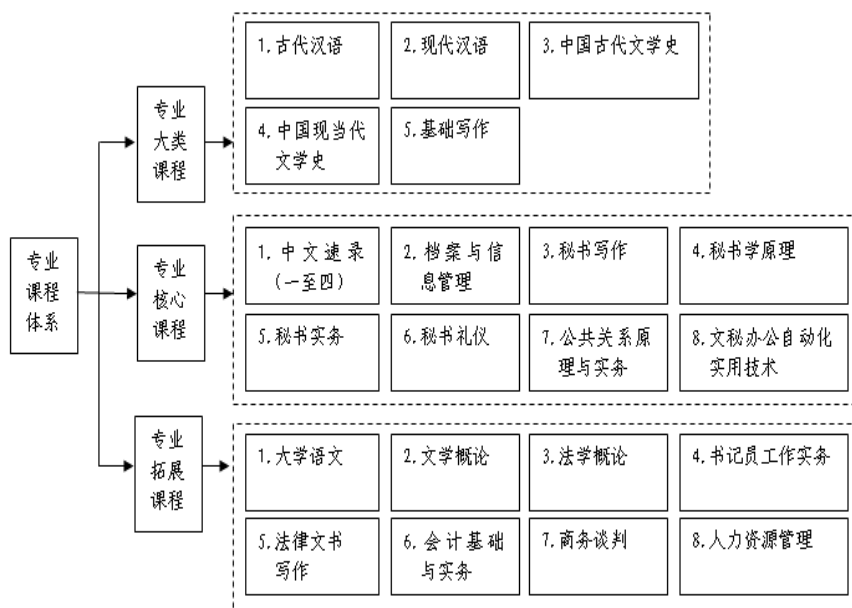 专业
课程
体系
专业
大类
课程
1.古代汉语
2.现代汉语
3.中国古代文学史
4.中国现当代
文学史
5.基础写作
专业
核心
课程
1.中文速录
(一至四)
2.档案与信
息管理
3.秘书写作
4.秘书学原理
5.秘书实务
6.秘书礼仪
7.公共关系原
理与实务
8.文秘办公自动化
实用技术
专业
拓展
课程
1.大学语文
2.文学概论
3.法学概论
4.书记员工作实务
5.法律文书
写作
6.会计基础
与实务
7.商务谈判
8.人力资源管理